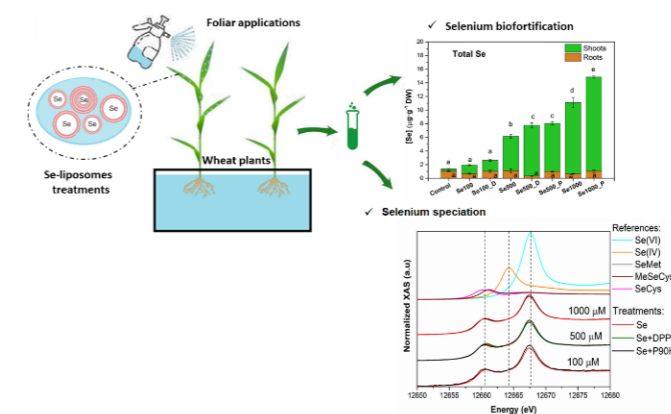 Foliar applications
Se
Se
Se
Se
Se
Se-liposomes
treatments
Wheat plants
✓ Selenium biofortification
Total Se
Shoots
Roots
[Se] (µg·g⁻¹ DW)
20
18
16
14
12
10
8
6
4
2
0
a
a
a
b
c
c
d
e
a
a
a
a
a
a
a
a
Control
Se100
Se100_D
Se500
Se500_D
Se500_P
Se1000
Se1000_P
✓ Selenium speciation
Normalized XAS (a.u)
References:
Se(VI)
Se(IV)
SeMet
MeSeCys
SeCys
Treatments:
Se
Se+DPP
Se+P90H
1000 µM
500 µM
100 µM
12650
12655
12660
12665
12670
12675
12680
Energy (eV)